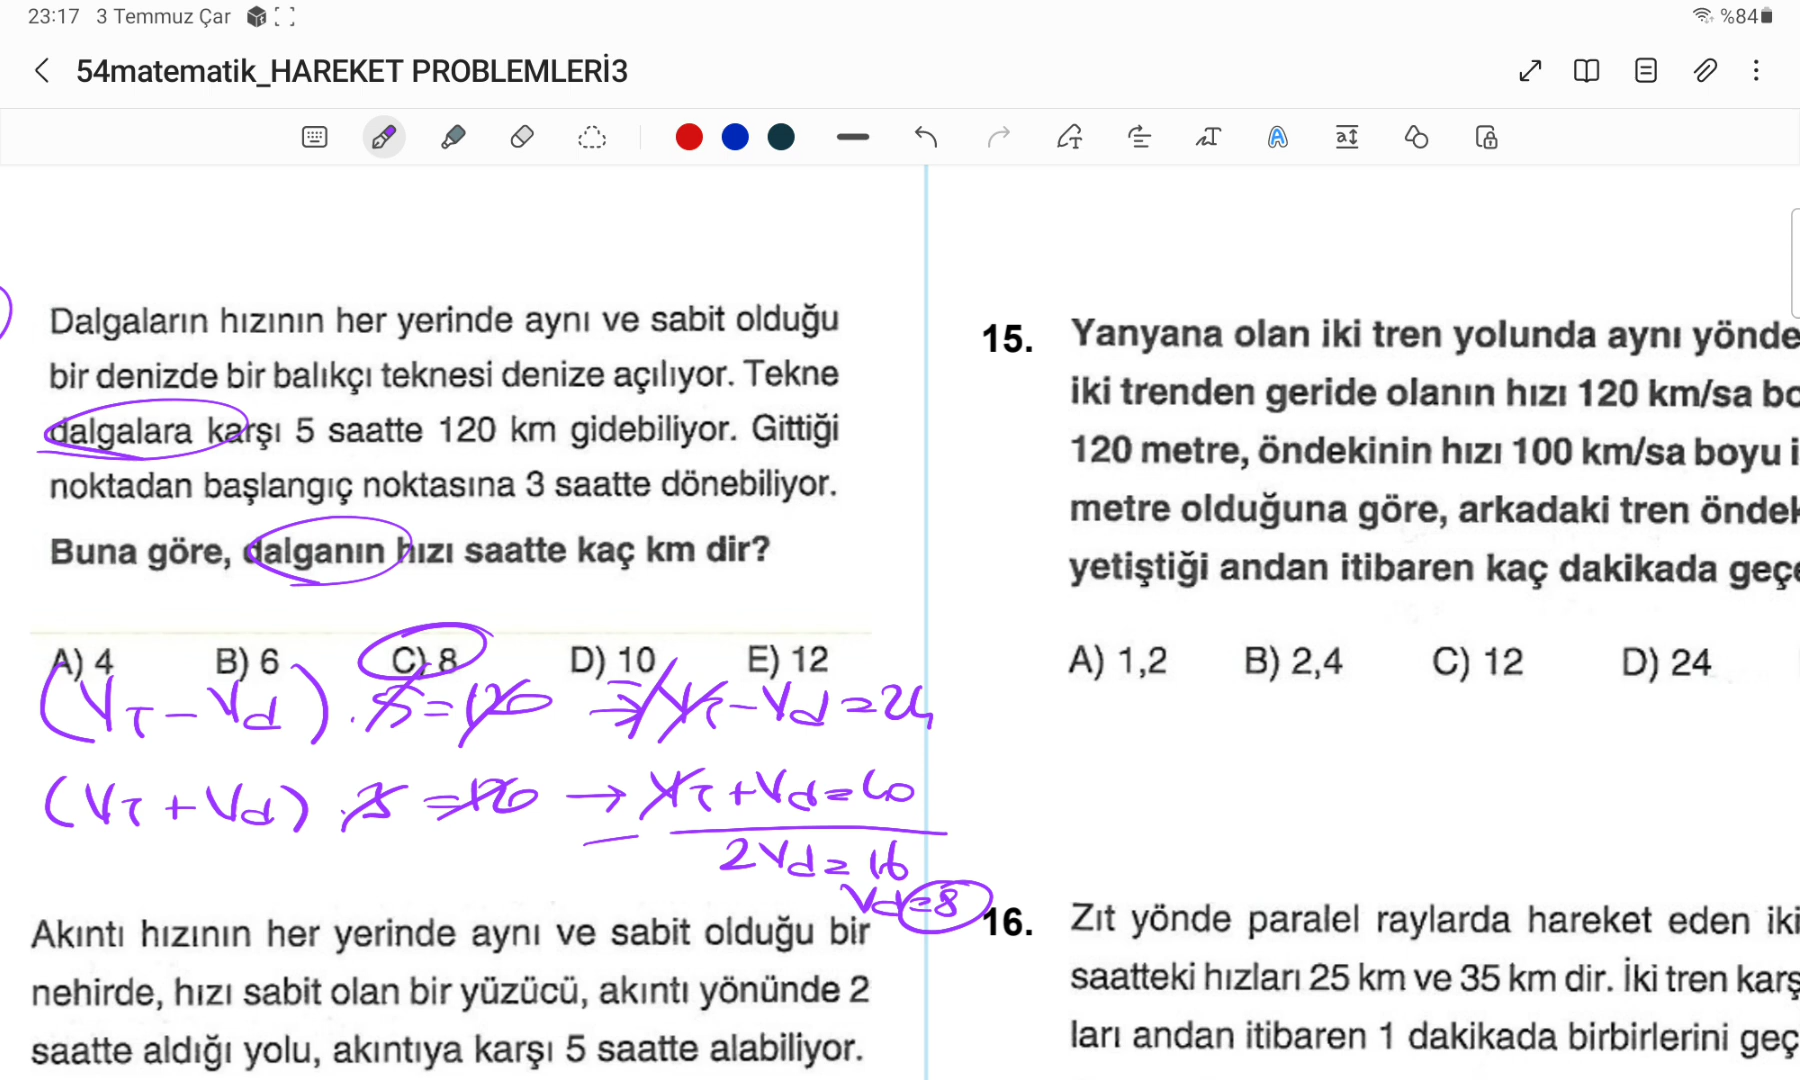 23:17 3 Temmuz Çar
%84
54matematik_HAREKET PROBLEMLERİ3
Dalgaların hızının her yerinde aynı ve sabit olduğu
bir denizde bir balıkçı teknesi denize açılıyor. Tekne
dalgalara karşı 5 saatte 120 km gidebiliyor. Gittiği
noktadan başlangıç noktasına 3 saatte dönebiliyor.
Buna göre, dalganın hızı saatte kaç km dir?
A) 4 B) 6 C) 8 D) 10 E) 12
(VT - Vd) . 5 = 120 => VT - Vd = 24
(VT + Vd) . 3 = 120 → VT + Vd = 40
2Vd = 16
Vd = 8
Akıntı hızının her yerinde aynı ve sabit olduğu bir
nehirde, hızı sabit olan bir yüzücü, akıntı yönünde 2
saatte aldığı yolu, akıntıya karşı 5 saatte alabiliyor.
15. Yanyana olan iki tren yolunda aynı yönde
iki trenden geride olanın hızı 120 km/sa bo
120 metre, öndekinin hızı 100 km/sa boyu i
metre olduğuna göre, arkadaki tren öndek
yetiştiği andan itibaren kaç dakikada geçe
A) 1,2 B) 2,4 C) 12 D) 24
16. Zıt yönde paralel raylarda hareket eden iki
saatteki hızları 25 km ve 35 km dir. İki tren karş
ları andan itibaren 1 dakikada birbirlerini geç